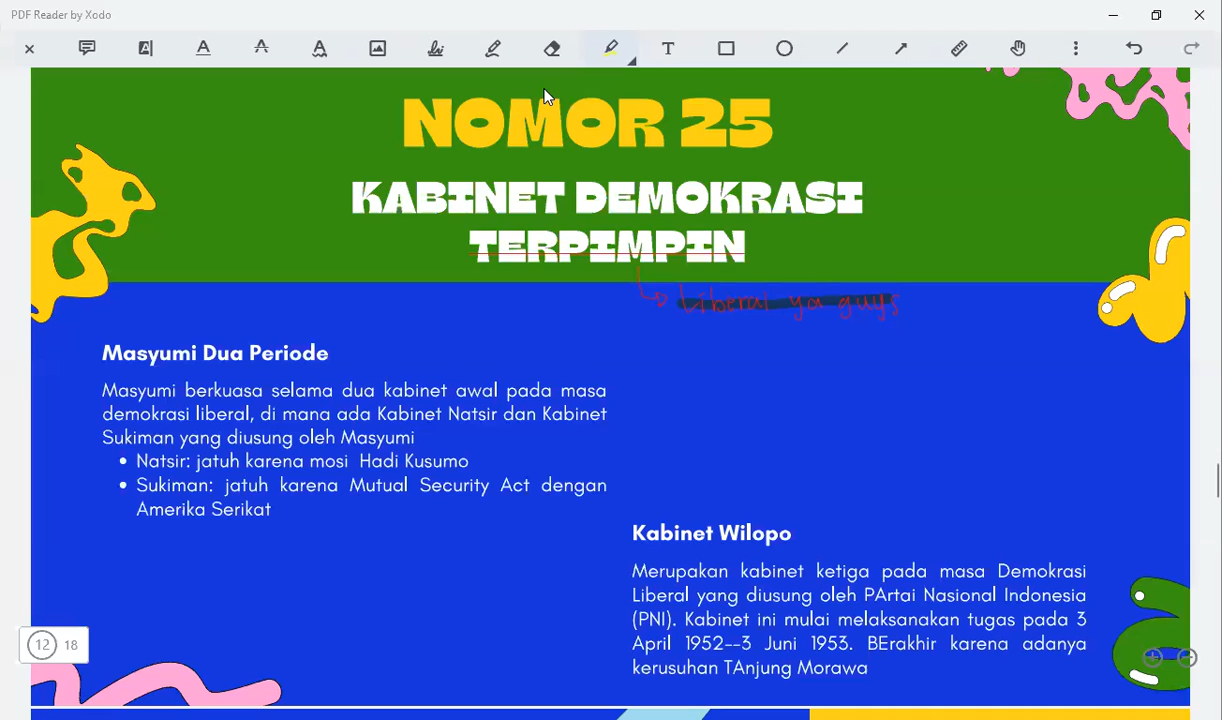 PDF Reader by Xodo
NOMOR 25
KABINET DEMOKRASI
TERPIMPIN
Liberal ya guys
Masyumi Dua Periode
Masyumi berkuasa selama dua kabinet awal pada masa
demokrasi liberal, di mana ada Kabinet Natsir dan Kabinet
Sukiman yang diusung oleh Masyumi
• Natsir: jatuh karena mosi Hadi Kusumo
• Sukiman: jatuh karena Mutual Security Act dengan
Amerika Serikat
Kabinet Wilopo
Merupakan kabinet ketiga pada masa Demokrasi
Liberal yang diusung oleh PArtai Nasional Indonesia
(PNI). Kabinet ini mulai melaksanakan tugas pada 3
April 1952--3 Juni 1953. BErakhir karena adanya
kerusuhan TAnjung Morawa
12 18